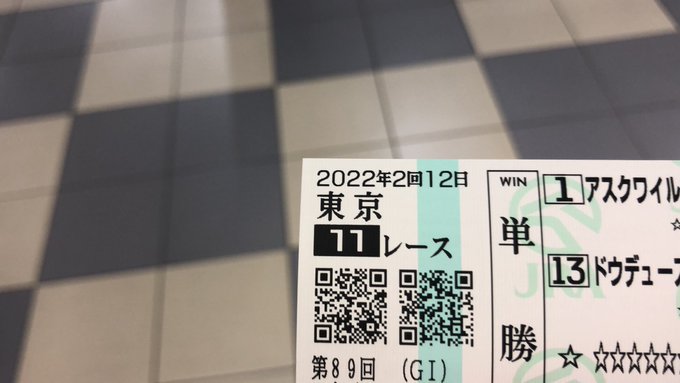 2022年2回12日
東京
11レース
第89回 (GI)
WIN
単勝
1 アスクワイル
☆
13 ドウデュース
☆ ☆☆☆☆☆
JRA